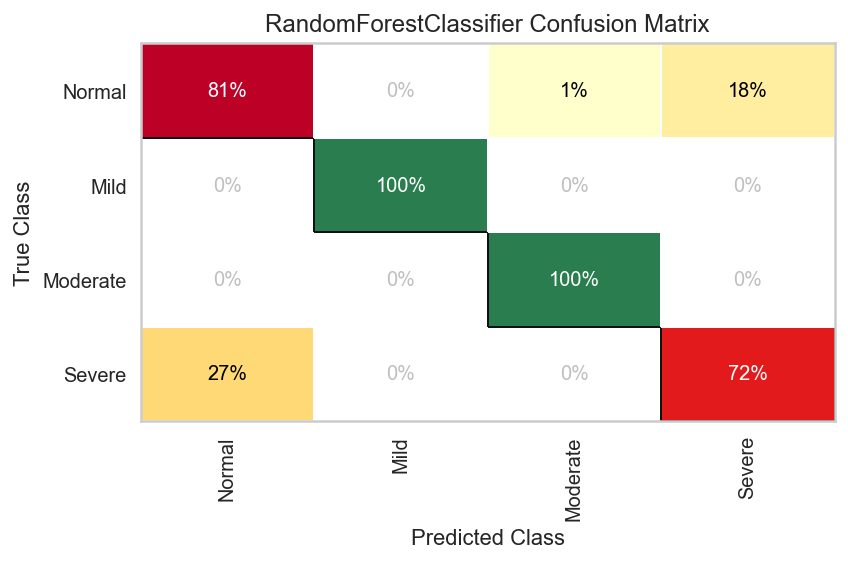 RandomForestClassifier Confusion Matrix
Normal 81% 0% 1% 18%
Mild 0% 100% 0% 0%
Moderate 0% 0% 100% 0%
Severe 27% 0% 0% 72%
True Class
Normal Mild Moderate Severe
Predicted Class